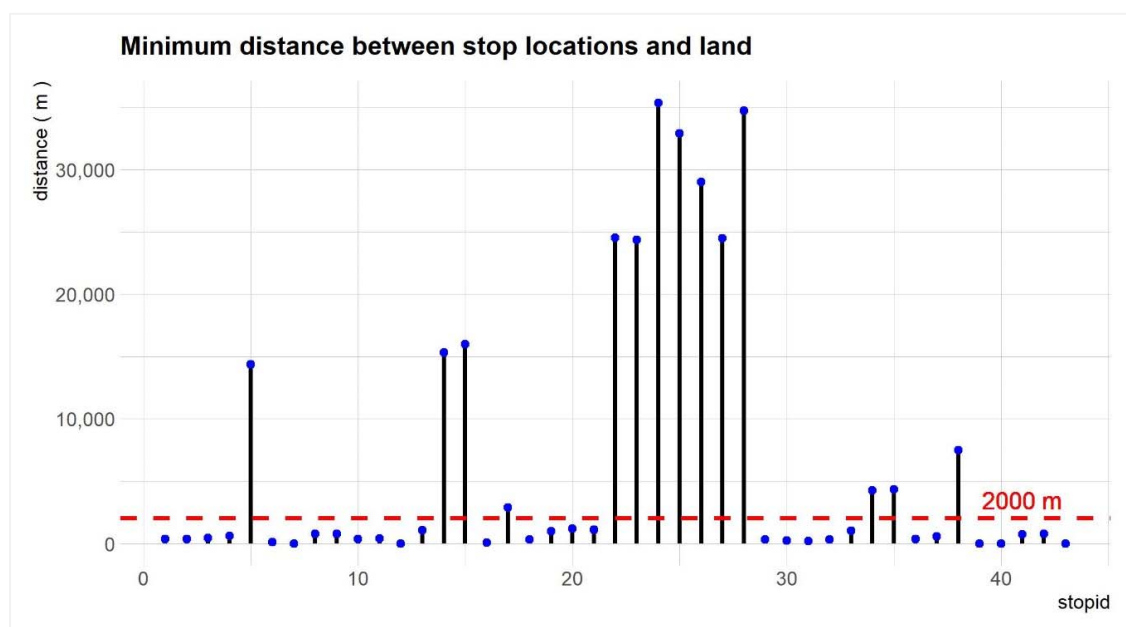 Minimum distance between stop locations and land
distance ( m )
30,000
20,000
10,000
0
2000 m
0 10 20 30 40
stopid